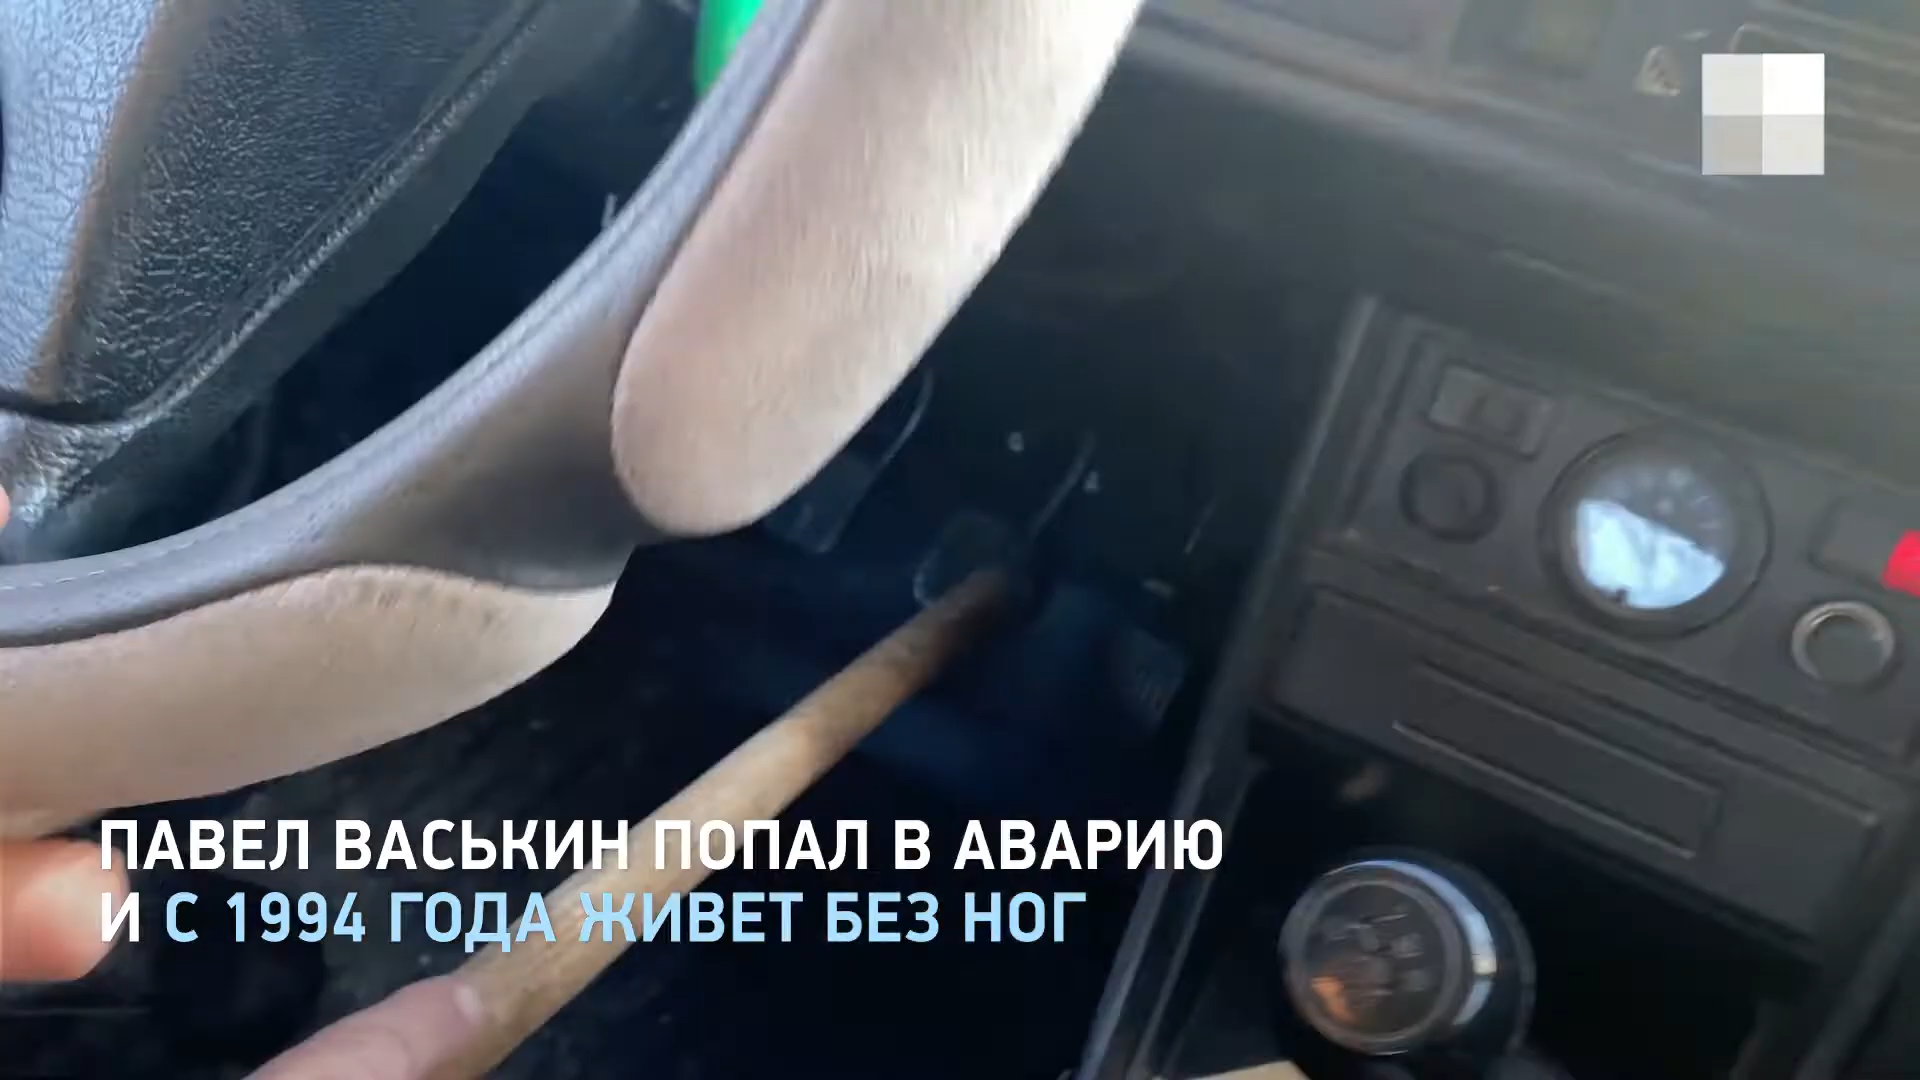 ПАВЕЛ ВАСЬКИН ПОПАЛ В АВАРИЮ
И С 1994 ГОДА ЖИВЕТ БЕЗ НОГ